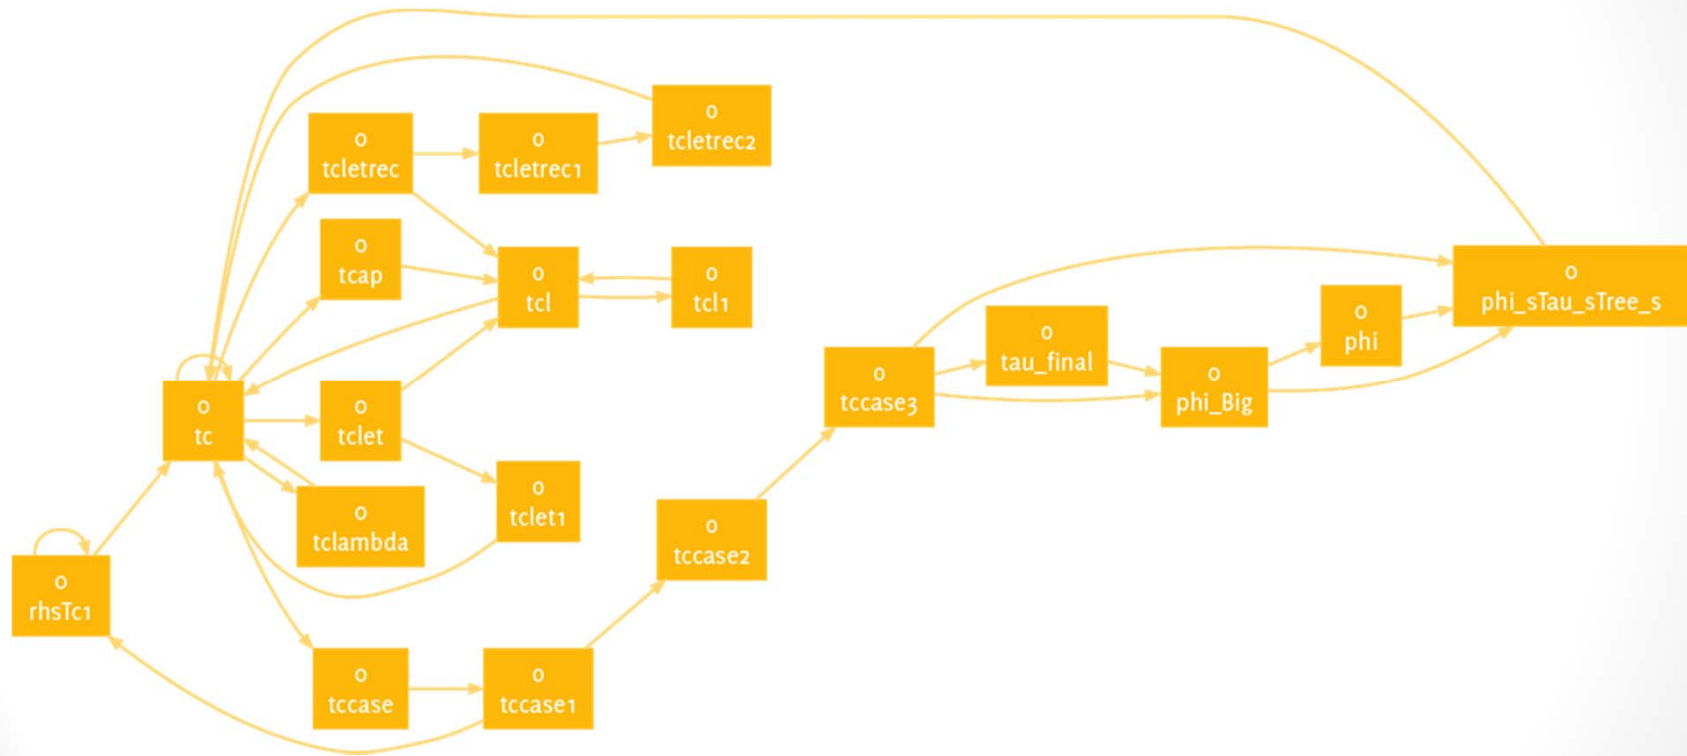 0
tcletrec2
0
tcletrec
0
tcletrec1
0
tcap
0
tcl
0
tcl1
0
phi_sTau_sTree_s
0
phi
0
tau_final
0
tccase3
0
phi_Big
0
tc
0
tclet
0
tclet1
0
tclambda
0
tccase2
0
rhsTc1
0
tccase
0
tccase1